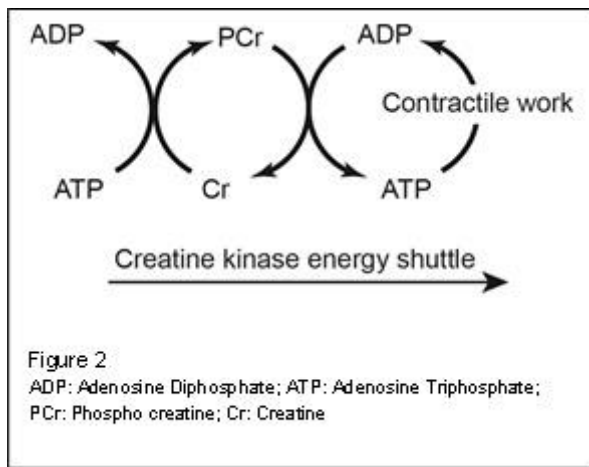 ADP PCr ADP
Contractile work
ATP Cr ATP
Creatine kinase energy shuttle
Figure 2
ADP: Adenosine Diphosphate; ATP: Adenosine Triphosphate;
PCr: Phospho creatine; Cr: Creatine